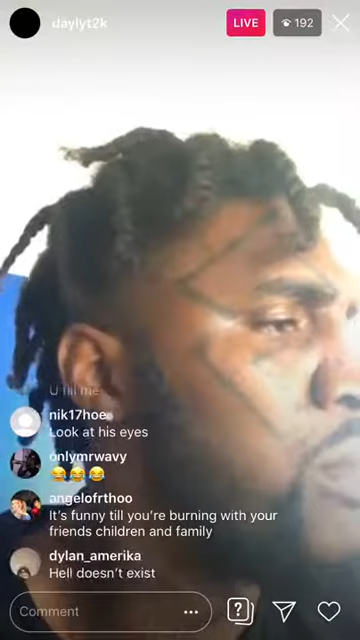 daylyt2k
LIVE
192
U fill me
nik17hoe
Look at his eyes
onlymrwavy
😂😂😂
angelofrthoo
It's funny till you're burning with your
friends children and family
dylan_amerika
Hell doesn't exist
Comment